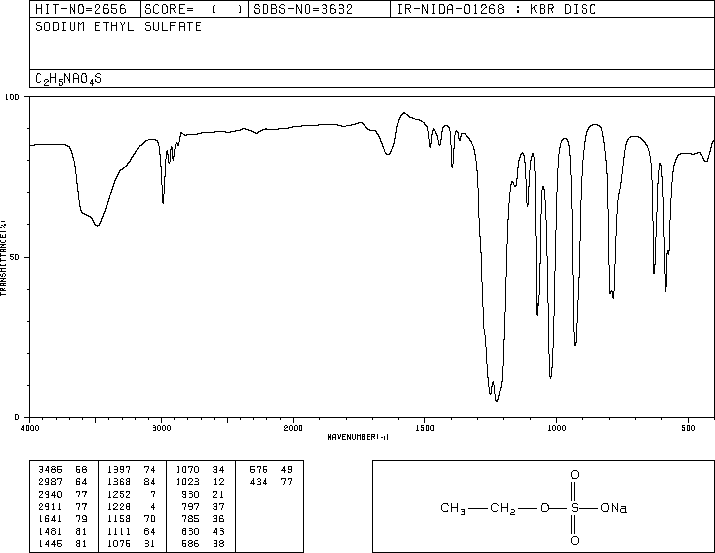 HIT-NO=2656 SCORE= ( ) SDBS-NO=3632 IR-NIDA-01268 : KBR DISC
SODIUM ETHYL SULFATE
C2H5NAO4S
100
50
0
TRANSMITTANCE(%)
4000 3000 2000 1500 1000 500
WAVENUMBER(-1)
3486 58 1397 74 1070 34 576 49
2987 64 1368 84 1023 12 434 77
2940 77 1252 7 930 21
2911 77 1228 4 797 37
1641 79 1158 70 785 36
1481 81 1111 64 630 43
1445 81 1076 31 586 38
O
CH3 CH2 O S ONa
O